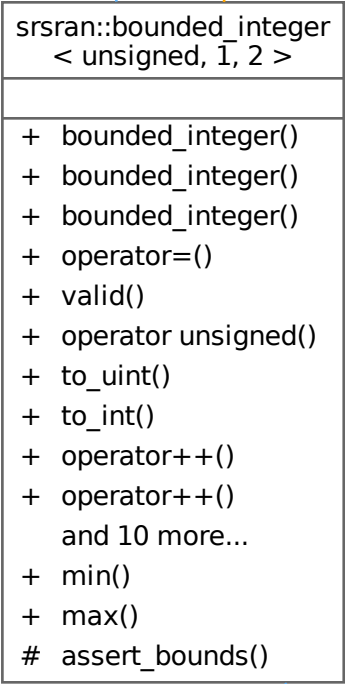 srsran::bounded_integer
< unsigned, 1, 2 >
+ bounded_integer()
+ bounded_integer()
+ bounded_integer()
+ operator=()
+ valid()
+ operator unsigned()
+ to_uint()
+ to_int()
+ operator++()
+ operator++()
and 10 more...
+ min()
+ max()
# assert_bounds()